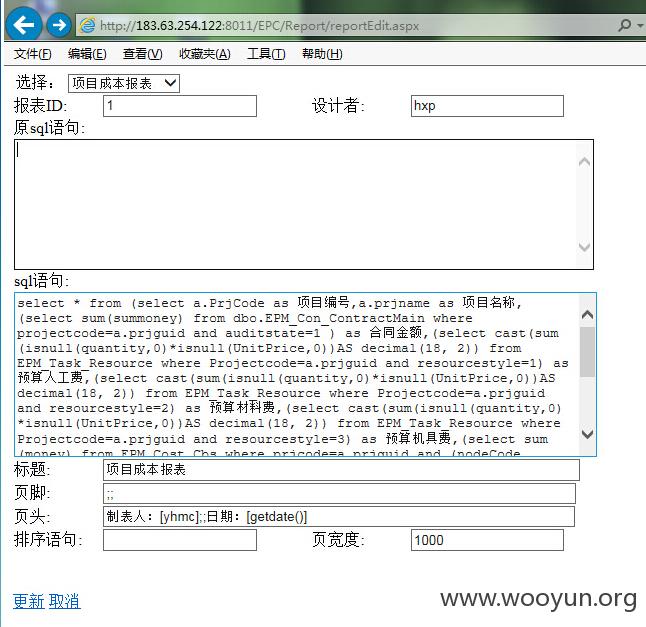 http://183.63.254.122:8011/EPC/Report/reportEdit.aspx
文件(F) 编辑(E) 查看(V) 收藏夹(A) 工具(T) 帮助(H)
选择： 项目成本报表
报表ID: 1 设计者: hxp
原sql语句:
sql语句:
select * from (select a.PrjCode as 项目编号,a.prjname as 项目名称,
(select sum(summoney) from dbo.EPM_Con_ContractMain where
projectcode=a.prjguid and auditstate=1 ) as 合同金额,(select cast(sum
(isnull(quantity,0)*isnull(UnitPrice,0))AS decimal(18, 2)) from
EPM_Task_Resource where Projectcode=a.prjguid and resourcestyle=1) as
预算人工费,(select cast(sum(isnull(quantity,0)*isnull(UnitPrice,0))AS
decimal(18, 2)) from EPM_Task_Resource where Projectcode=a.prjguid
and resourcestyle=2) as 预算材料费,(select cast(sum(isnull(quantity,0)
*isnull(UnitPrice,0))AS decimal(18, 2)) from EPM_Task_Resource where
Projectcode=a.prjguid and resourcestyle=3) as 预算机具费,(select sum
(money) from EPM_Cost_Cbs where prjcode=a.prjguid and (nodeCode
标题: 项目成本报表
页脚: ;;
页头: 制表人：[yhmc];;日期：[getdate()]
排序语句: 页宽度: 1000
更新 取消
www.wooyun.org